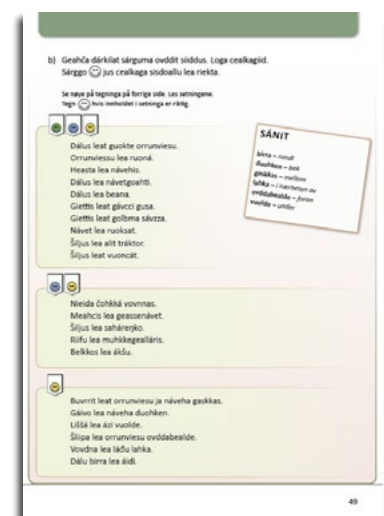 b) Geahča dárkilat sárguma ovddit siiddus. Loga cealkagiid.
Sárggo jus cealkaga sisdoallu lea riekta.
Se nøye på tegninga på forrige side. Les setningene.
Tegn hvis innholdet i setninga er riktig.
SÁNIT
birra – rundt
duohken – bak
gaskkas – mellom
lahka – i nærheten av
ovddabealde – foran
vuolde – under
Dálus leat guokte orrunviesu.
Orrunviessu lea ruoná.
Heasta lea návehis.
Dálus lea návetgoahti.
Dálus lea beana.
Giettis leat gávcci gusa.
Giettis leat golbma sávzza.
Návet lea ruoksat.
Šiljus lea alit tráktor.
Šiljus leat vuoncát.
Nieida čohkká vovnnas.
Meahcis lea geassenávet.
Šiljus lea saháreŋko.
Riifu lea muhkkegealláris.
Belkkos lea ákšu.
Buvrrit leat orrunviesu ja náveha gaskkas.
Gáivo lea náveha duohken.
Liššá lea ázi vuolde.
Šliipa lea orrunviesu ovddabealde.
Vovdna lea láđu lahka.
Dálu birra lea áidi.
49